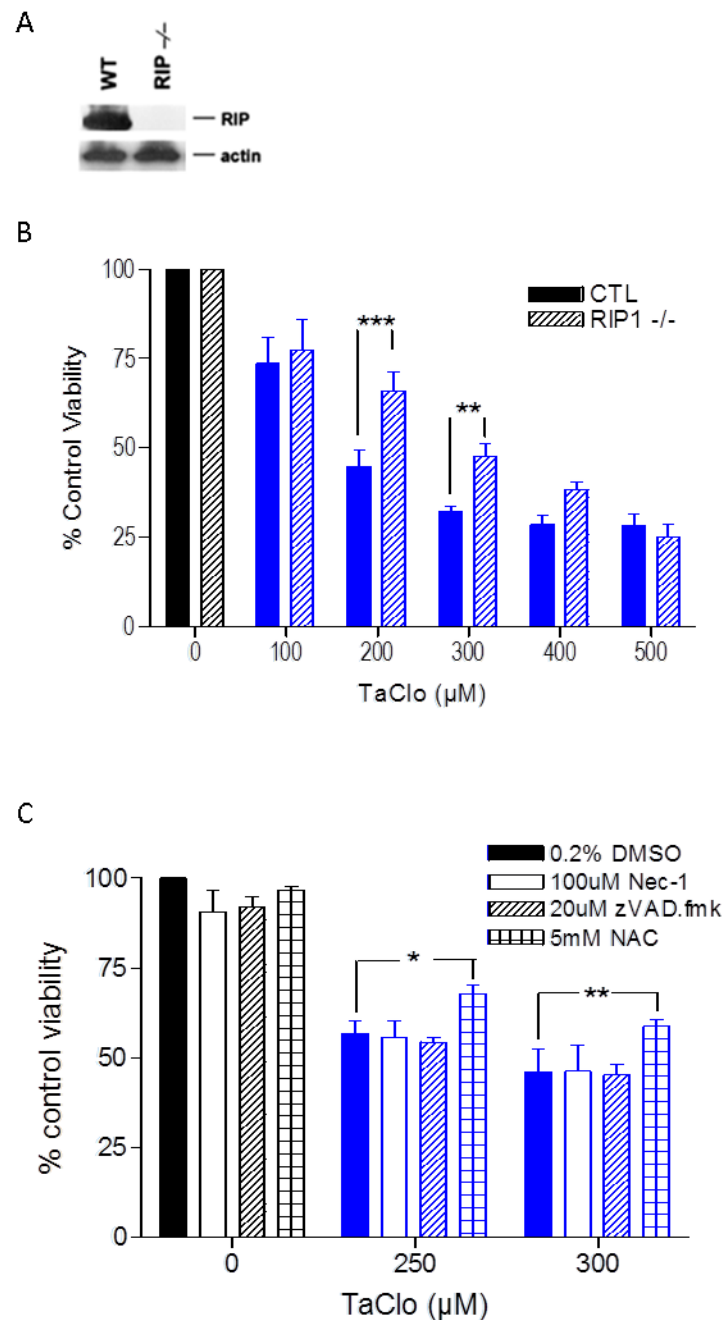 A
WT
RIP -/-
RIP
actin
B
100
75
50
25
0
% Control Viability
***
**
CTL
RIP1 -/-
0 100 200 300 400 500
TaClo (µM)
C
100
75
50
25
0
% control viability
0.2% DMSO
100uM Nec-1
20uM zVAD.fmk
5mM NAC
*
**
0 250 300
TaClo (µM)